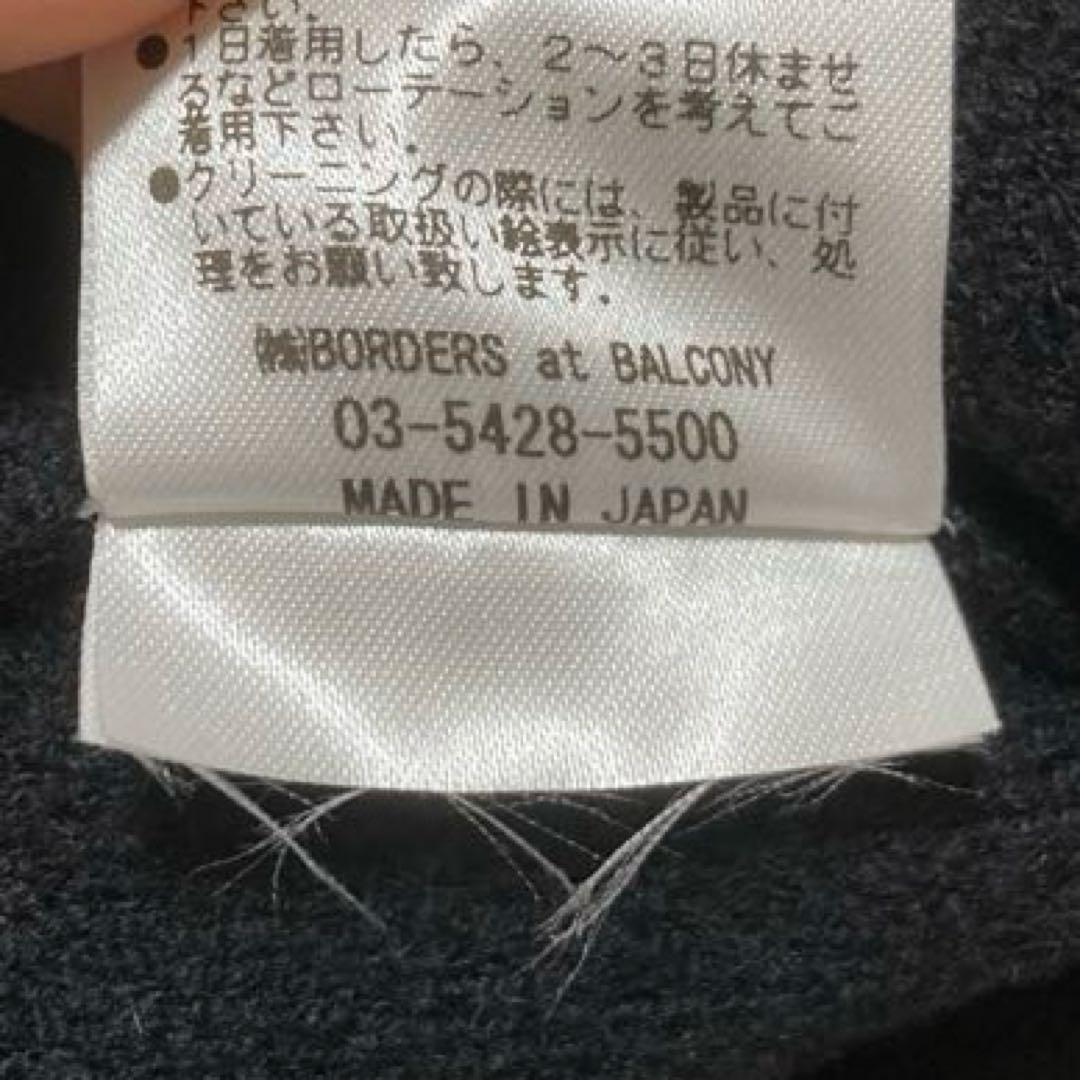 下さい.
●1日着用したら、2〜3日休ませ
るなどローテーションを考えてご
着用下さい.
●クリーニングの際には、製品に付
いている取扱い絵表示に従い、処
理をお願い致します.
㈱BORDERS at BALCONY
03-5428-5500
MADE IN JAPAN